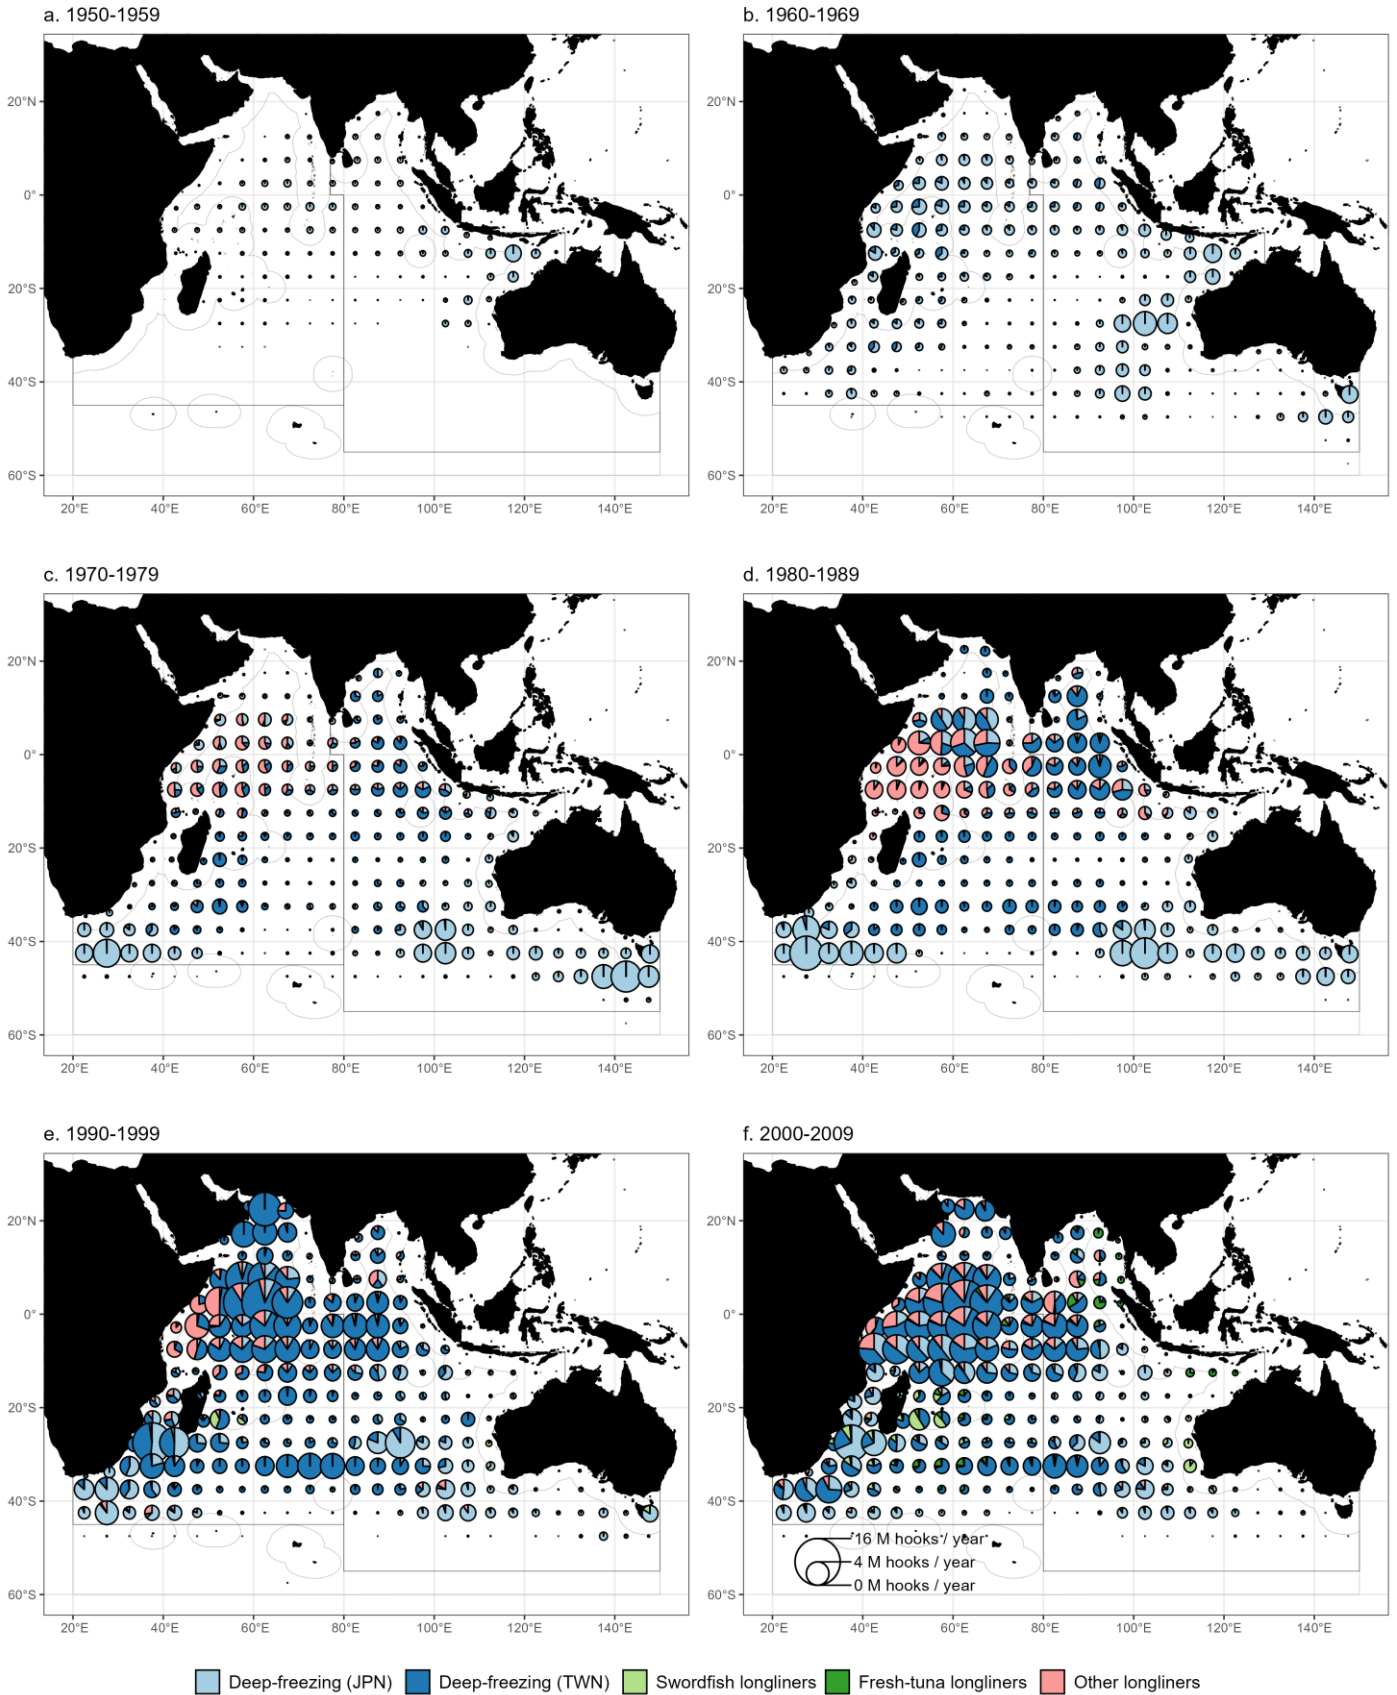 a. 1950-1959
b. 1960-1969
20°N
0°
20°S
40°S
60°S
20°E 40°E 60°E 80°E 100°E 120°E 140°E
20°N
0°
20°S
40°S
60°S
20°E 40°E 60°E 80°E 100°E 120°E 140°E
c. 1970-1979
d. 1980-1989
20°N
0°
20°S
40°S
60°S
20°E 40°E 60°E 80°E 100°E 120°E 140°E
20°N
0°
20°S
40°S
60°S
20°E 40°E 60°E 80°E 100°E 120°E 140°E
e. 1990-1999
f. 2000-2009
20°N
0°
20°S
40°S
60°S
20°E 40°E 60°E 80°E 100°E 120°E 140°E
20°N
0°
20°S
40°S
60°S
16 M hooks / year
4 M hooks / year
0 M hooks / year
20°E 40°E 60°E 80°E 100°E 120°E 140°E
Deep-freezing (JPN) Deep-freezing (TWN) Swordfish longliners Fresh-tuna longliners Other longliners